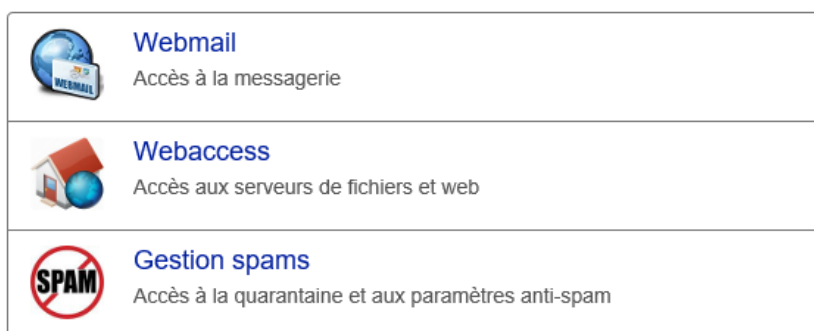 WEBMAIL
Webmail
Accès à la messagerie
Webaccess
Accès aux serveurs de fichiers et web
SPAM
Gestion spams
Accès à la quarantaine et aux paramètres anti-spam